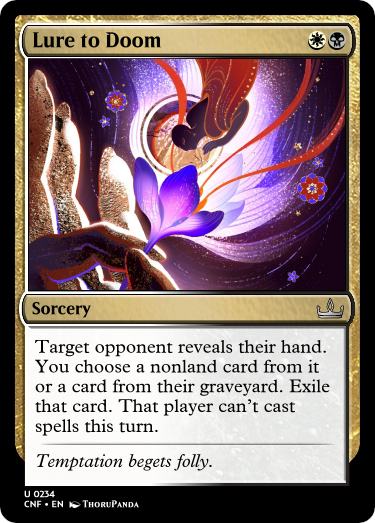 Lure to Doom
Sorcery
Target opponent reveals their hand.
You choose a nonland card from it
or a card from their graveyard. Exile
that card. That player can't cast
spells this turn.
Temptation begets folly.
U 0234
CNF • EN ThoruPanda